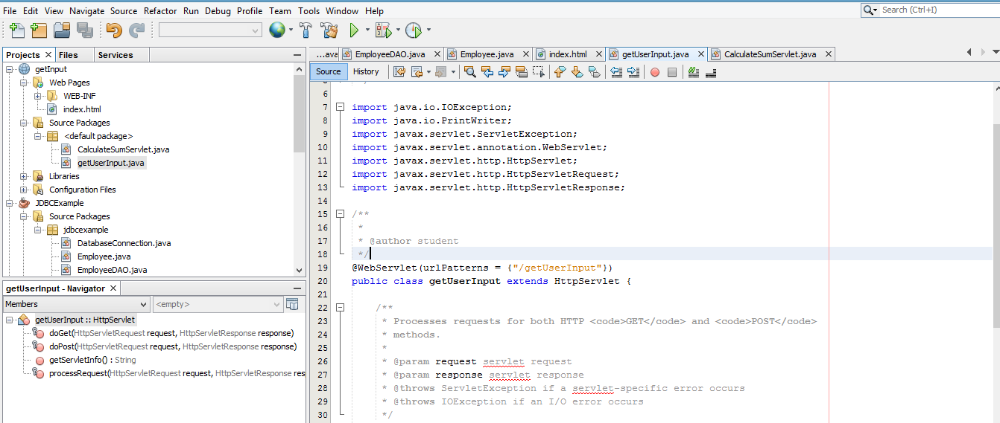 File Edit View Navigate Source Refactor Run Debug Profile Team Tools Window Help
Search (Ctrl+I)
Projects Files Services
getInput
Web Pages
WEB-INF
index.html
Source Packages
<default package>
CalculateSumServlet.java
getUserInput.java
Libraries
Configuration Files
JDBCExample
Source Packages
jdbcexample
DatabaseConnection.java
Employee.java
EmployeeDAO.java
getUserInput - Navigator
Members <empty>
getUserInput :: HttpServlet
doGet(HttpServletRequest request, HttpServletResponse response)
doPost(HttpServletRequest request, HttpServletResponse response)
getServletInfo() : String
processRequest(HttpServletRequest request, HttpServletResponse res
...ava EmployeeDAO.java Employee.java index.html getUserInput.java CalculateSumServlet.java
Source History
6
7 import java.io.IOException;
8 import java.io.PrintWriter;
9 import javax.servlet.ServletException;
10 import javax.servlet.annotation.WebServlet;
11 import javax.servlet.http.HttpServlet;
12 import javax.servlet.http.HttpServletRequest;
13 import javax.servlet.http.HttpServletResponse;
14
15 /**
16 *
17 * @author student
18 */
19 @WebServlet(urlPatterns = {"/getUserInput"})
20 public class getUserInput extends HttpServlet {
21
22 /**
23 * Processes requests for both HTTP <code>GET</code> and <code>POST</code>
24 * methods.
25 *
26 * @param request servlet request
27 * @param response servlet response
28 * @throws ServletException if a servlet-specific error occurs
29 * @throws IOException if an I/O error occurs
30 */